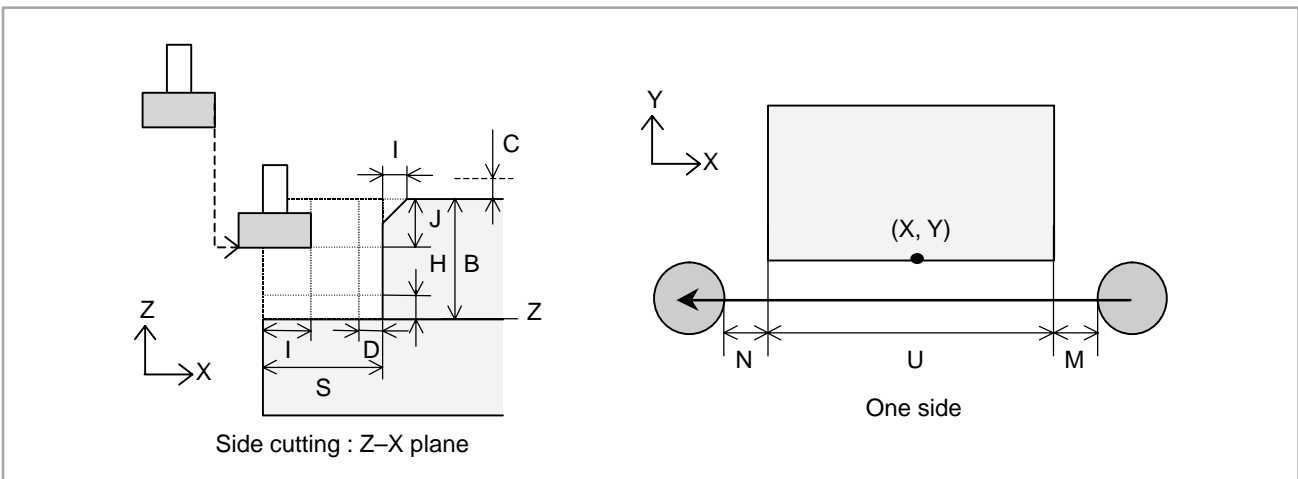 C
I
J
H
B
Z
I
D
S
Z
X
Side cutting : Z–X plane
Y
X
(X, Y)
N
U
M
One side